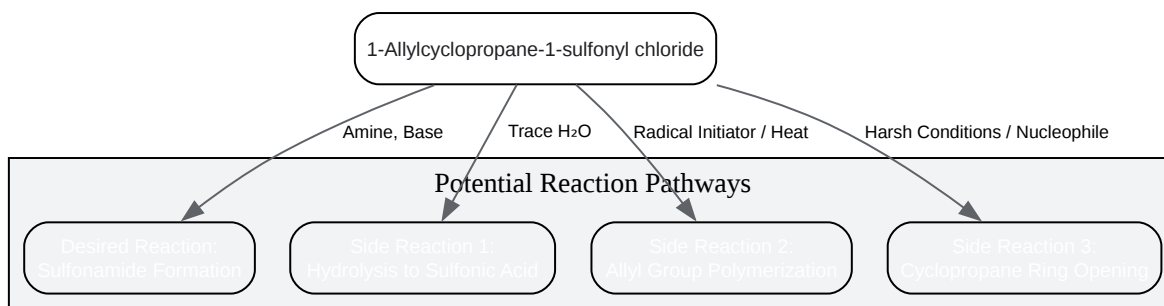 1-Allylcyclopropane-1-sulfonyl chloride
Amine, Base
Trace H₂O
Radical Initiator / Heat
Harsh Conditions / Nucleophile
Potential Reaction Pathways
Desired Reaction:
Sulfonamide Formation
Side Reaction 1:
Hydrolysis to Sulfonic Acid
Side Reaction 2:
Allyl Group Polymerization
Side Reaction 3:
Cyclopropane Ring Opening